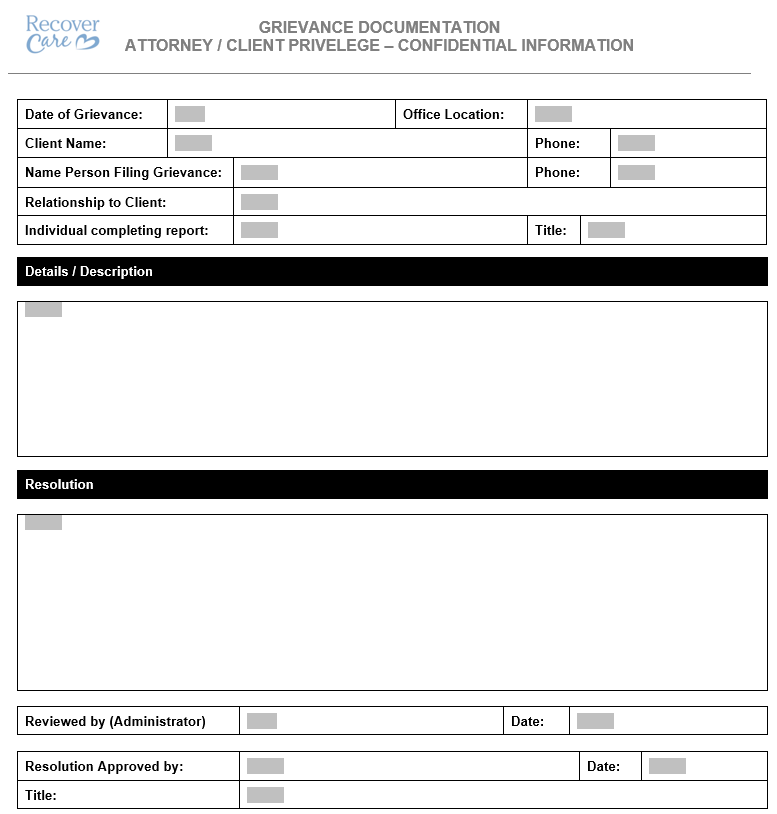 Recover
Care
GRIEVANCE DOCUMENTATION
ATTORNEY / CLIENT PRIVELEGE – CONFIDENTIAL INFORMATION
Date of Grievance: Office Location:
Client Name: Phone:
Name Person Filing Grievance: Phone:
Relationship to Client:
Individual completing report: Title:
Details / Description
Resolution
Reviewed by (Administrator) Date:
Resolution Approved by: Date:
Title: